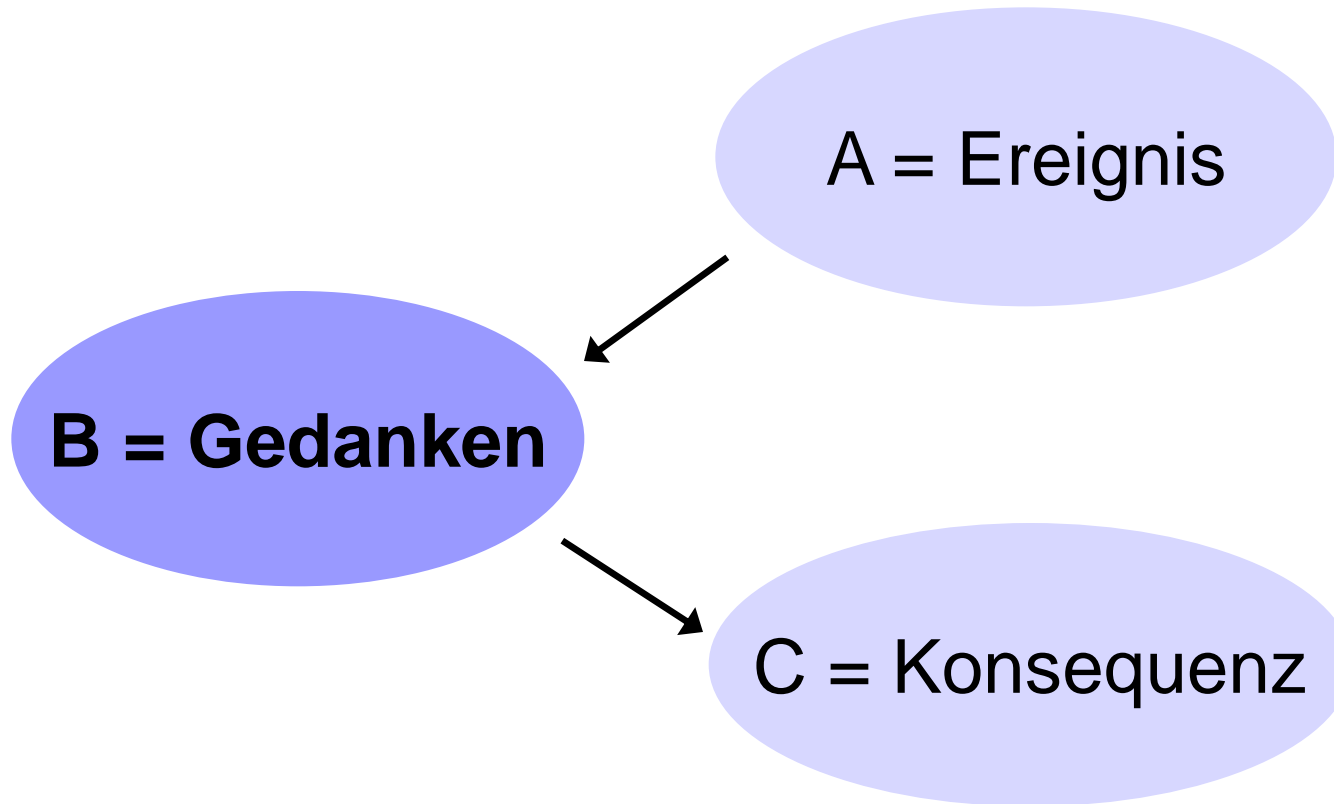 A = Ereignis
B = Gedanken
C = Konsequenz